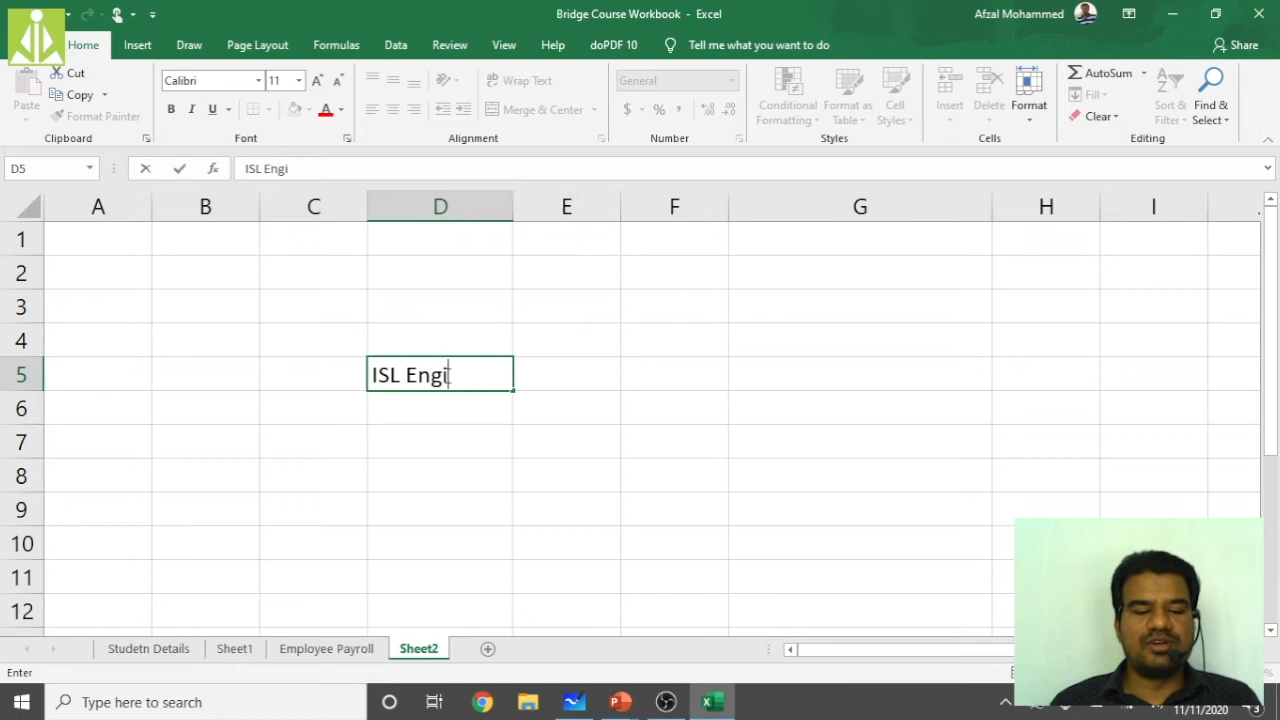 Bridge Course Workbook - Excel
Afzal Mohammed
Home Insert Draw Page Layout Formulas Data Review View Help doPDF 10 Tell me what you want to do Share
Paste
Cut
Copy
Format Painter
Clipboard
Calibri 11
B I U
Font
Wrap Text
Merge & Center
Alignment
General
$ % ,
Number
Conditional Formatting
Format as Table
Cell Styles
Styles
Insert Delete Format
Cells
AutoSum
Fill
Clear
Sort & Filter
Find & Select
Editing
D5 fx ISL Engi
A B C D E F G H I
1
2
3
4
5 ISL Engi
6
7
8
9
10
11
12
Studetn Details Sheet1 Employee Payroll Sheet2
Enter
Type here to search
11/11/2020